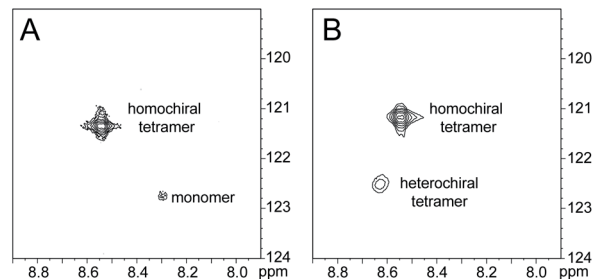 A
homochiral
tetramer
monomer
120
121
122
123
124
8.8 8.6 8.4 8.2 8.0 ppm
ppm
B
homochiral
tetramer
heterochiral
tetramer
120
121
122
123
124
8.8 8.6 8.4 8.2 8.0 ppm